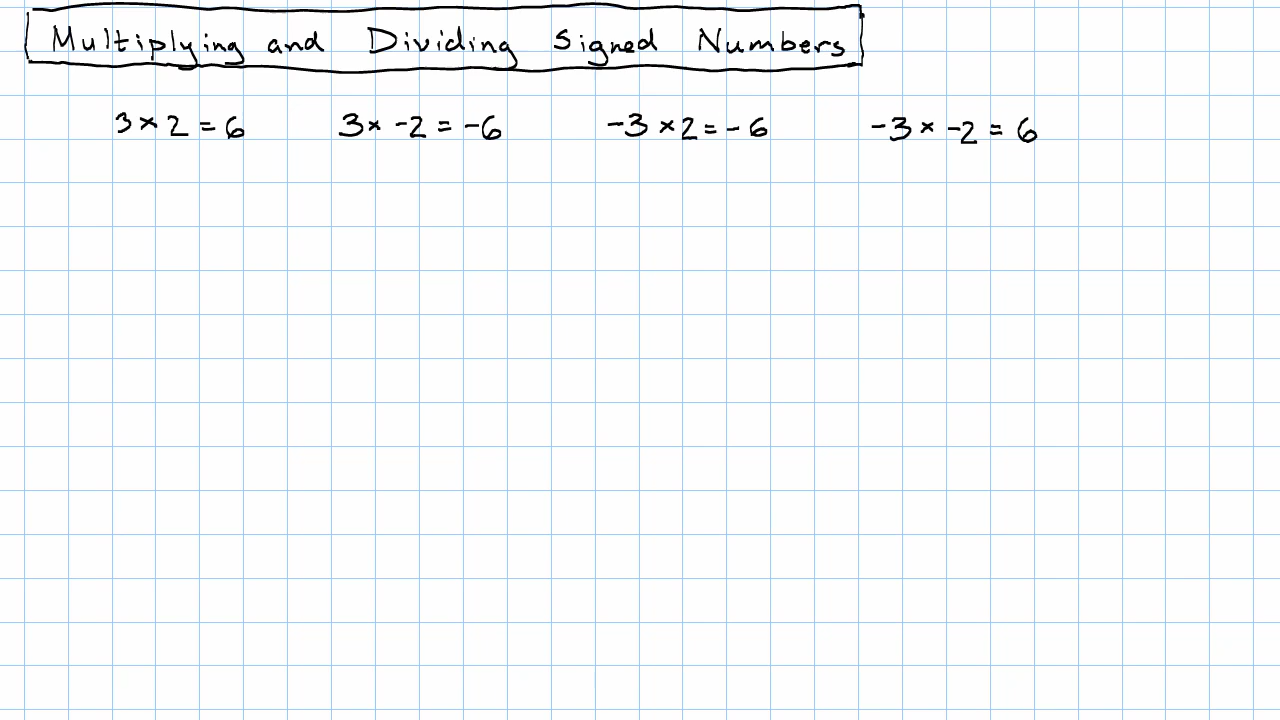 Multiplying and Dividing Signed Numbers
3 × 2 = 6 3 × -2 = -6 -3 × 2 = -6 -3 × -2 = 6